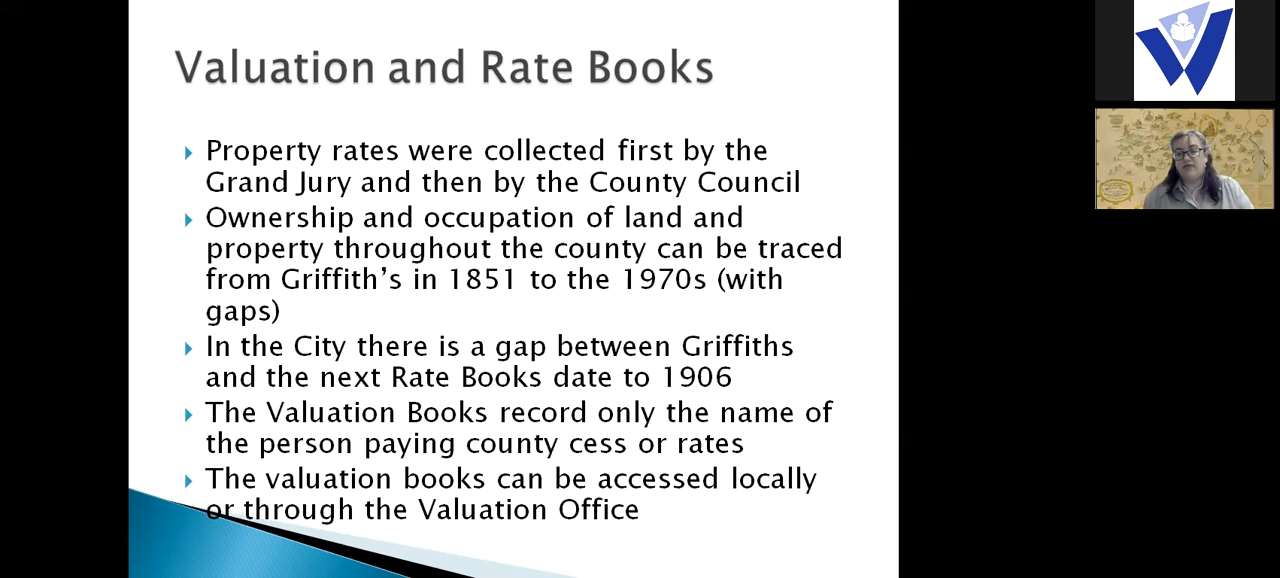 Valuation and Rate Books
Property rates were collected first by the
Grand Jury and then by the County Council
Ownership and occupation of land and
property throughout the county can be traced
from Griffith's in 1851 to the 1970s (with
gaps)
In the City there is a gap between Griffiths
and the next Rate Books date to 1906
The Valuation Books record only the name of
the person paying county cess or rates
The valuation books can be accessed locally
or through the Valuation Office